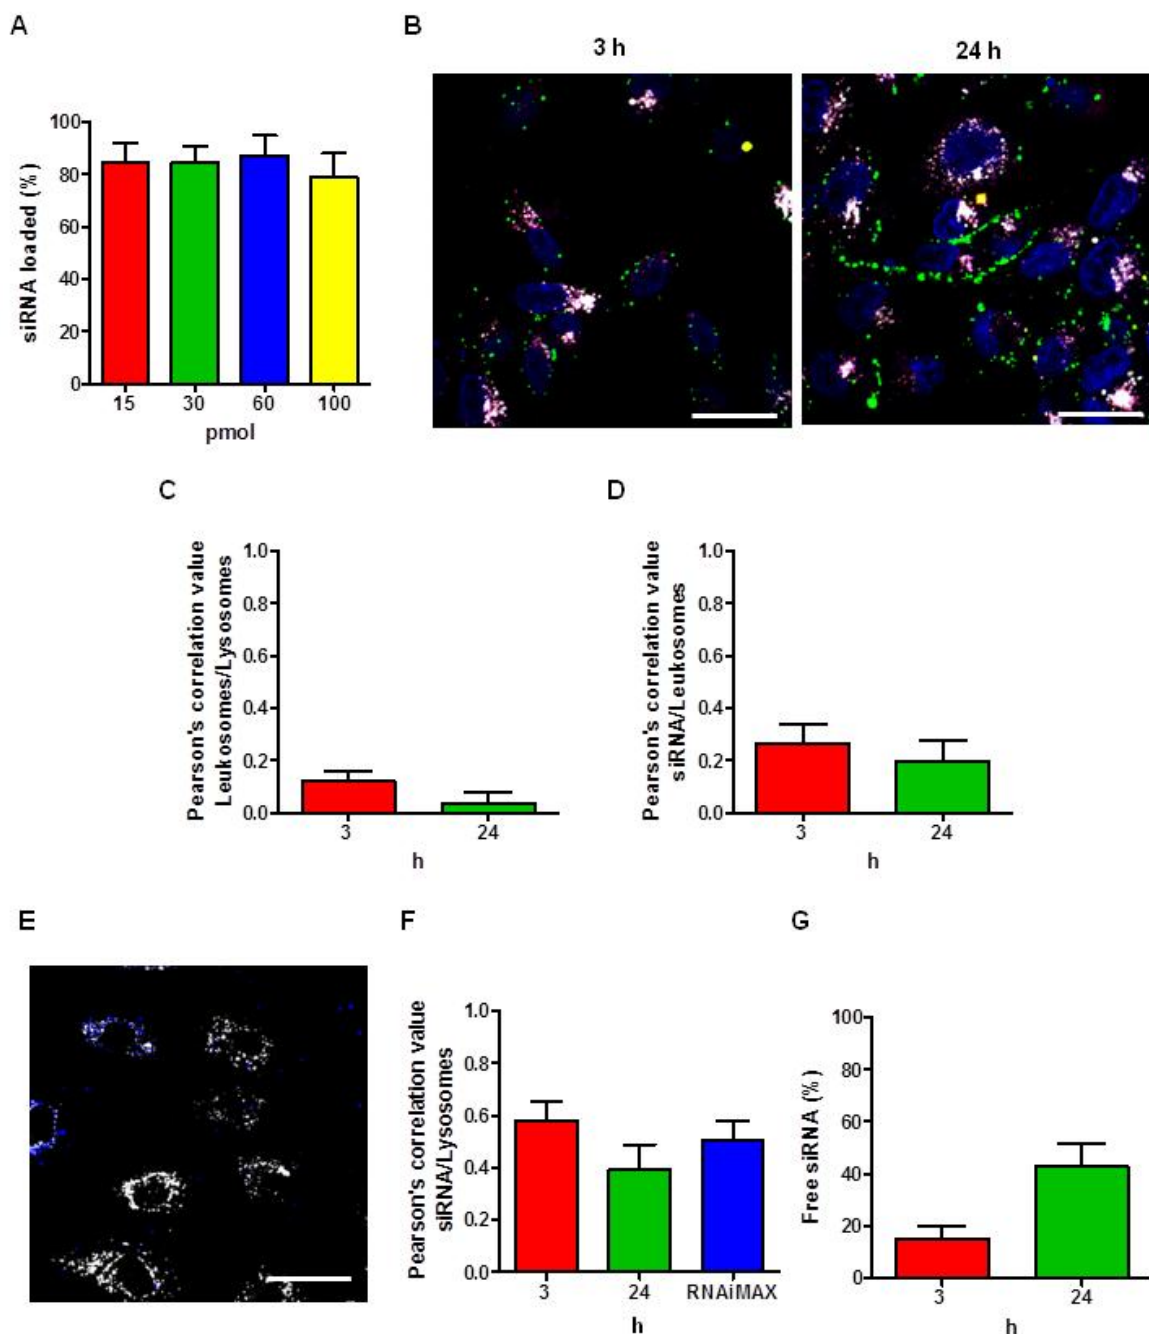 A
B
3 h
24 h
siRNA loaded (%)
100
80
60
40
20
0
15 30 60 100
pmol
C
D
Pearson's correlation value
Leukosomes/Lysosomes
1.0
0.8
0.6
0.4
0.2
0.0
3 24
h
Pearson's correlation value
siRNA/Leukosomes
1.0
0.8
0.6
0.4
0.2
0.0
3 24
h
E
F
G
Pearson's correlation value
siRNA/Lysosomes
1.0
0.8
0.6
0.4
0.2
0.0
3 24 RNAiMAX
h
Free siRNA (%)
100
80
60
40
20
0
3 24
h